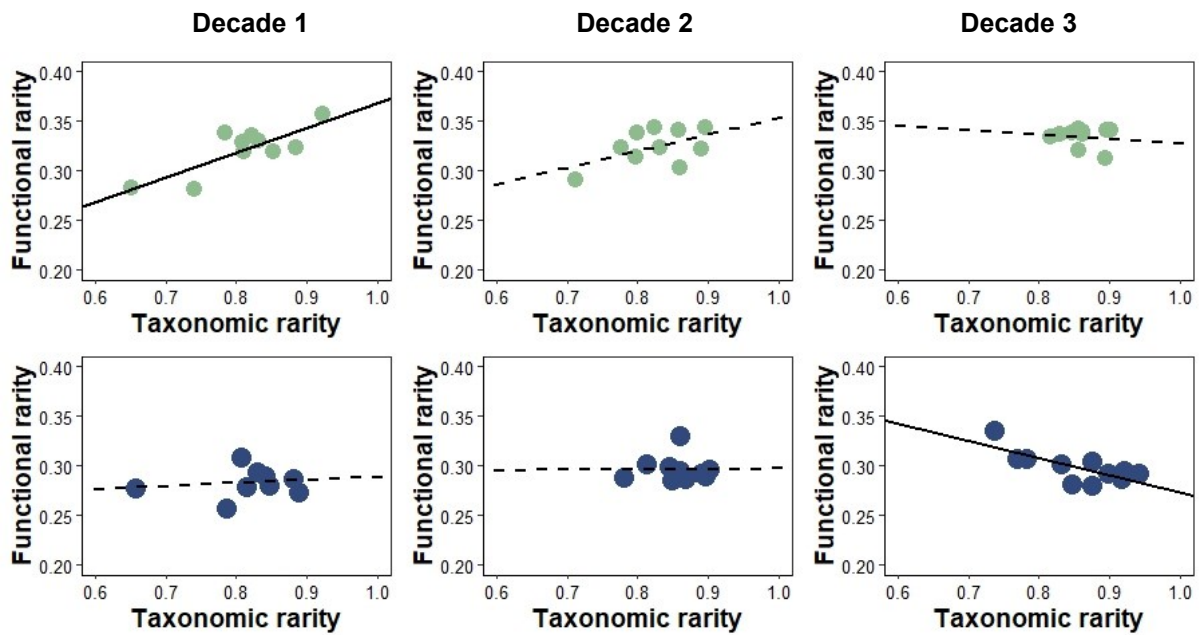 Decade 1 Decade 2 Decade 3
Functional rarity Functional rarity Functional rarity
0.40 0.40 0.40
0.35 0.35 0.35
0.30 0.30 0.30
0.25 0.25 0.25
0.20 0.20 0.20
0.6 0.7 0.8 0.9 1.0 0.6 0.7 0.8 0.9 1.0 0.6 0.7 0.8 0.9 1.0
Taxonomic rarity Taxonomic rarity Taxonomic rarity
Functional rarity Functional rarity Functional rarity
0.40 0.40 0.40
0.35 0.35 0.35
0.30 0.30 0.30
0.25 0.25 0.25
0.20 0.20 0.20
0.6 0.7 0.8 0.9 1.0 0.6 0.7 0.8 0.9 1.0 0.6 0.7 0.8 0.9 1.0
Taxonomic rarity Taxonomic rarity Taxonomic rarity